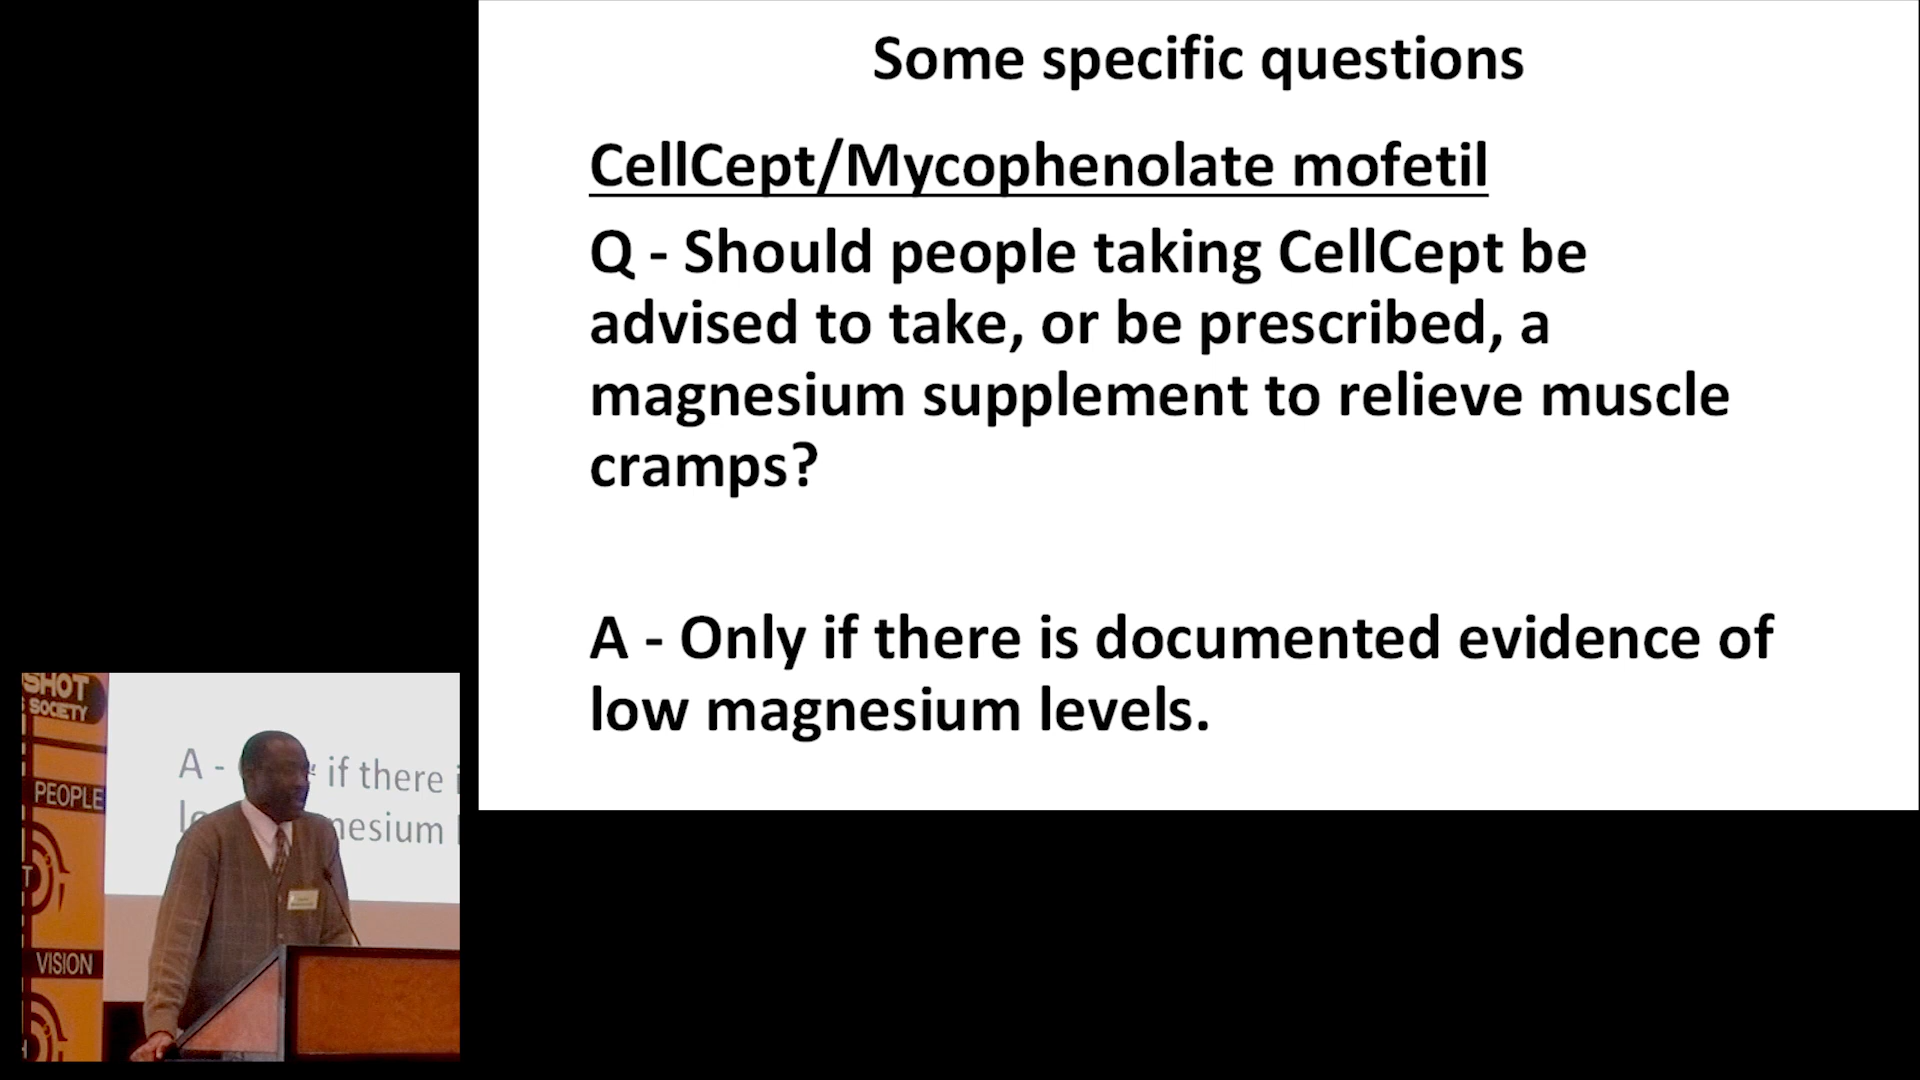 Some specific questions
CellCept/Mycophenolate mofetil
Q - Should people taking CellCept be
advised to take, or be prescribed, a
magnesium supplement to relieve muscle
cramps?
A - Only if there is documented evidence of
low magnesium levels.
SHOT
SOCIETY
PEOPLE
VISION
A - if there
nesium